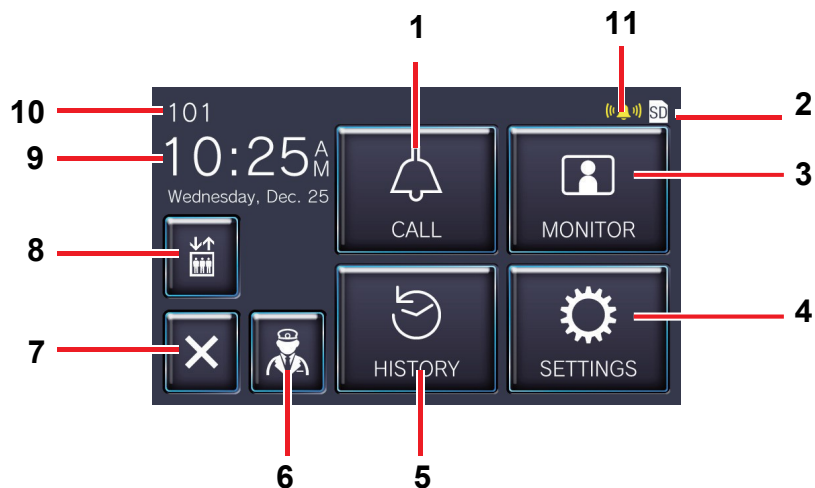 1
11
10
101
SD
2
9
10:25 AM
Wednesday, Dec. 25
CALL
MONITOR
3
8
4
7
HISTORY
SETTINGS
6
5